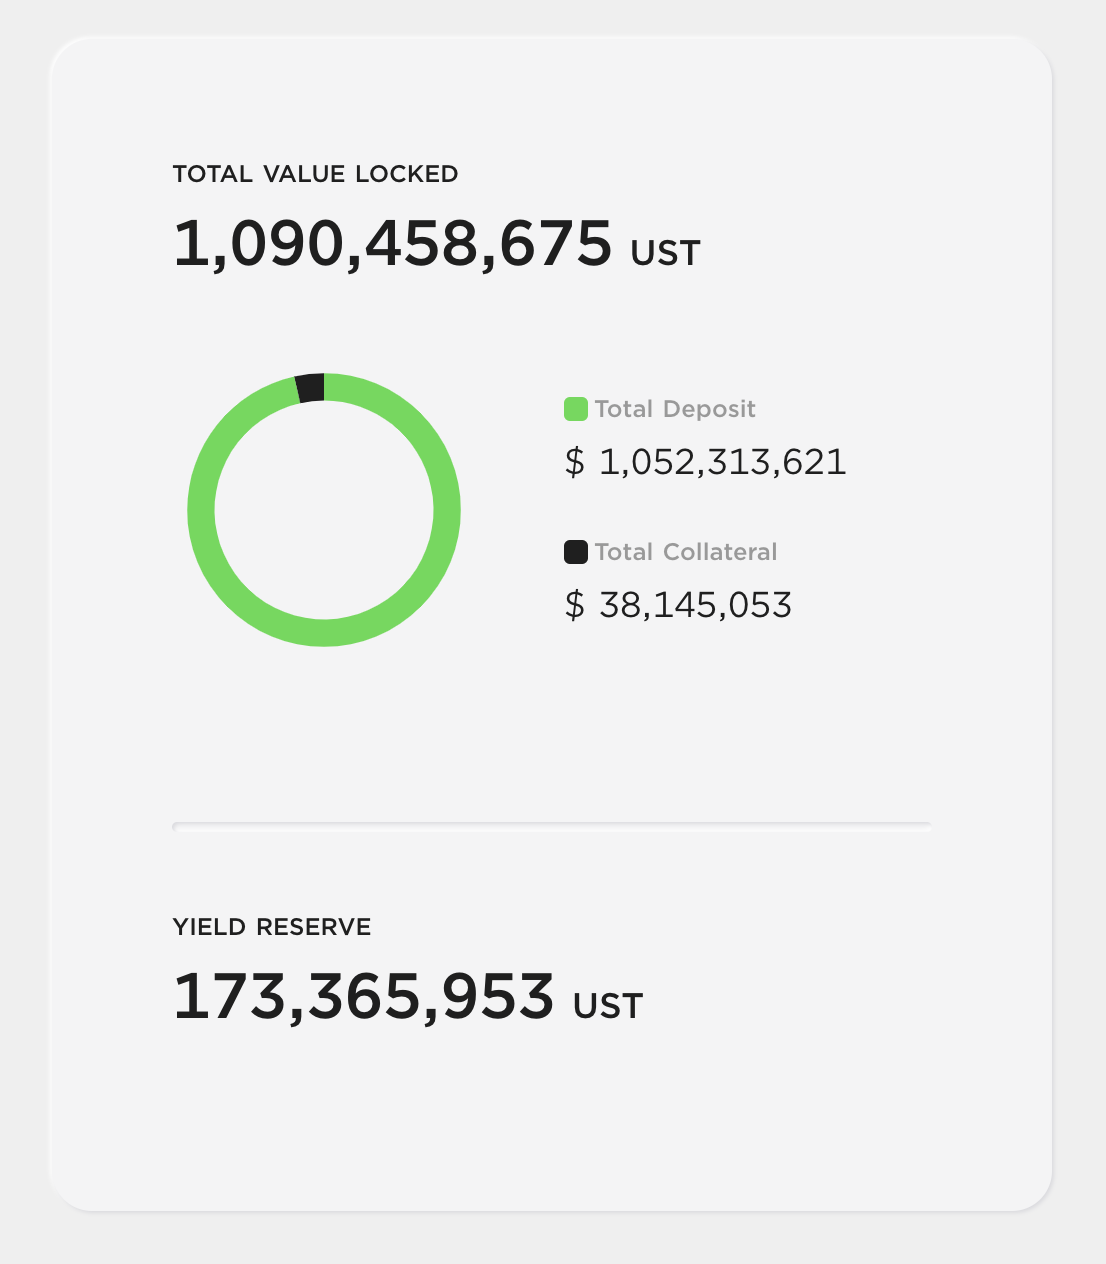 TOTAL VALUE LOCKED
1,090,458,675 UST
Total Deposit
$ 1,052,313,621
Total Collateral
$ 38,145,053
YIELD RESERVE
173,365,953 UST